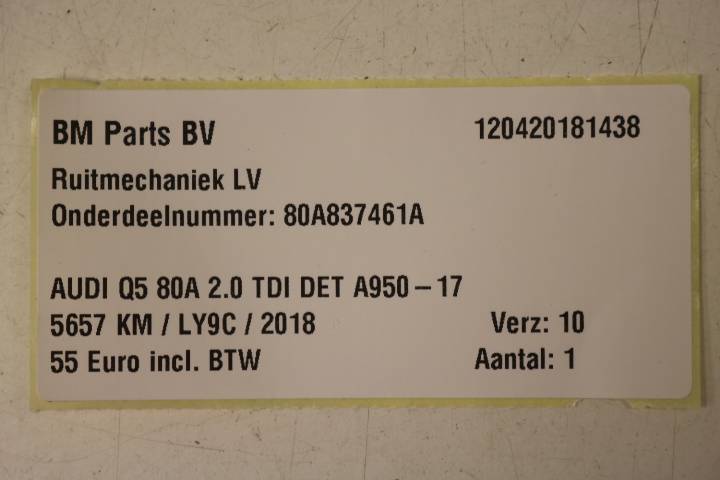 BM Parts BV 120420181438
Ruitmechaniek LV
Onderdeelnummer: 80A837461A
AUDI Q5 80A 2.0 TDI DET A950 – 17
5657 KM / LY9C / 2018 Verz: 10
55 Euro incl. BTW Aantal: 1